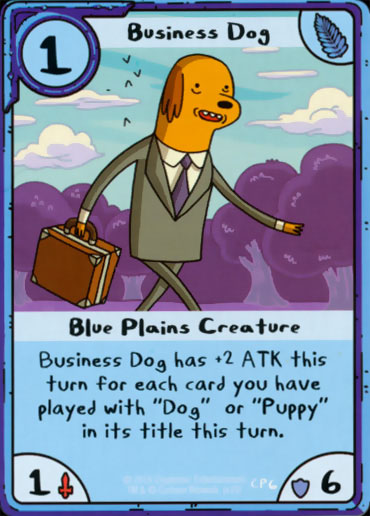 1
Business Dog
Blue Plains Creature
Business Dog has +2 ATK this
turn for each card you have
played with "Dog" or "Puppy"
in its title this turn.
1
CP6
6